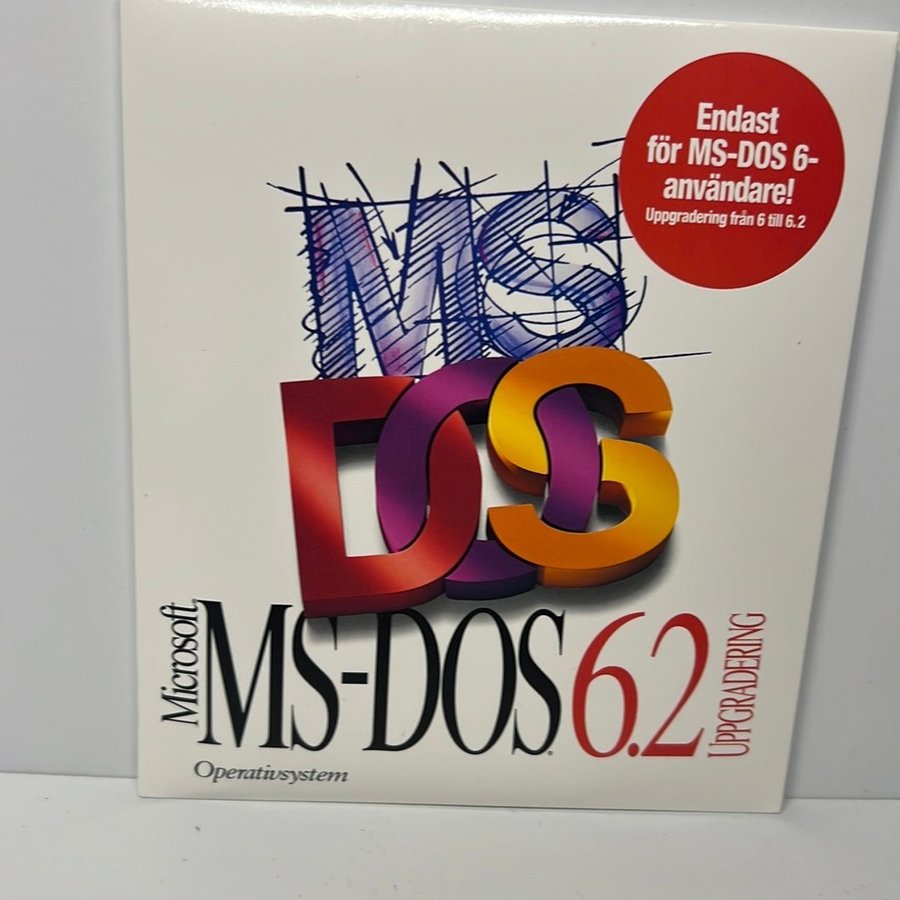 Endast
för MS-DOS 6-
användare!
Uppgradering från 6 till 6.2
MS
DOS
Microsoft
MS-DOS 6.2
UPPGRADERING
Operativsystem